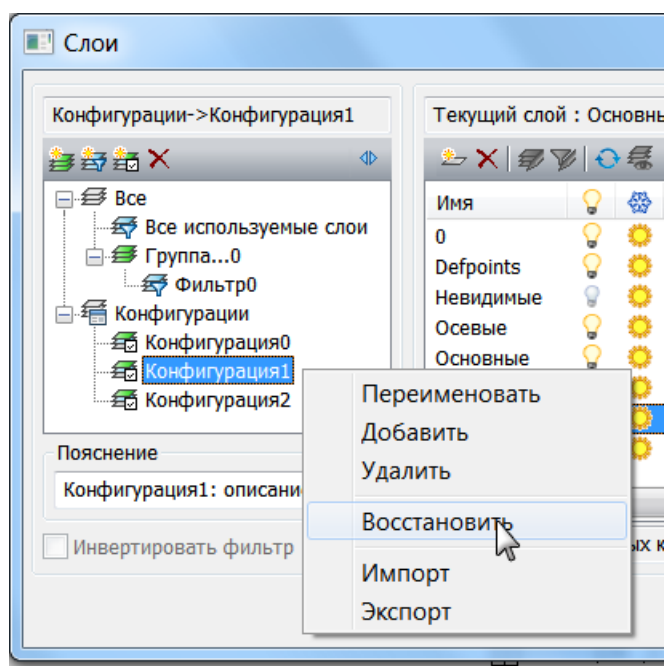 Слои
Конфигурации->Конфигурация1
Текущий слой : Основнь
Все
Все используемые слои
Группа...0
Фильтр0
Конфигурации
Конфигурация0
Конфигурация1
Конфигурация2
Имя
0
Defpoints
Невидимые
Осевые
Основные
Переименовать
Добавить
Удалить
Восстановить
Импорт
Экспорт
Пояснение
Конфигурация1: описани
Инвертировать фильтр
ых к